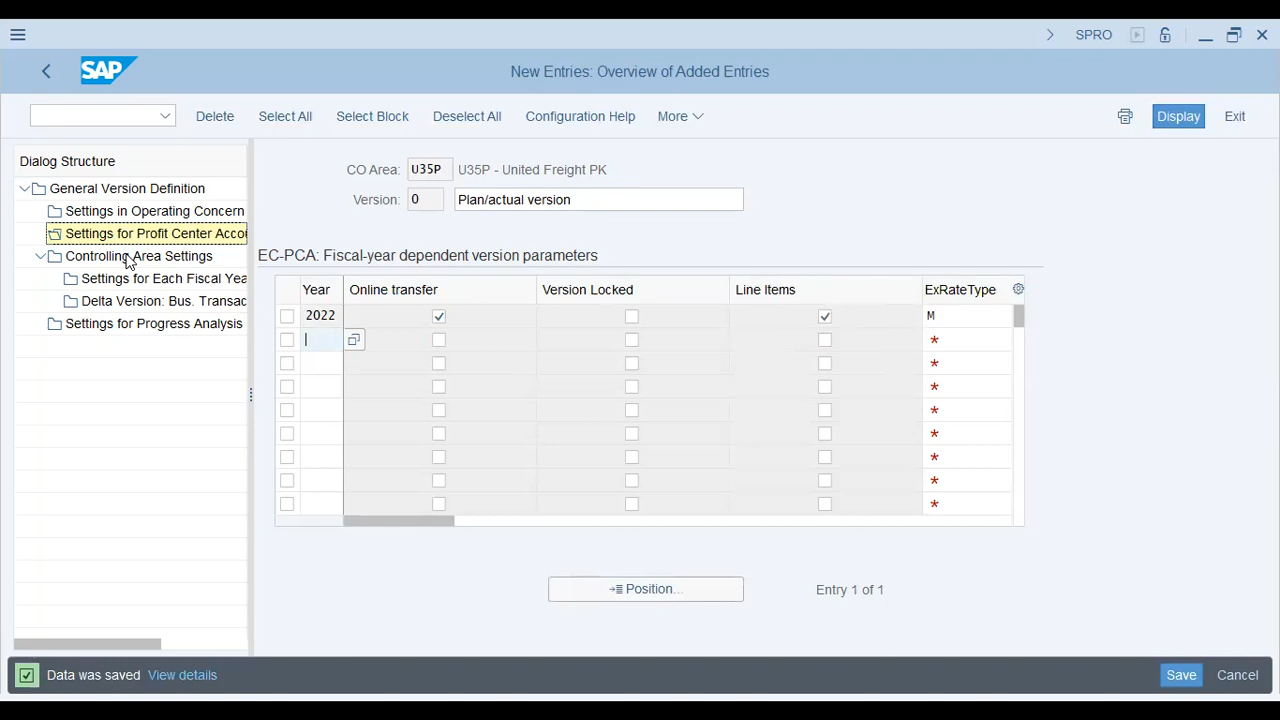 SPRO
SAP
New Entries: Overview of Added Entries
Delete
Select All
Select Block
Deselect All
Configuration Help
More
Display
Exit
Dialog Structure
General Version Definition
Settings in Operating Concern
Settings for Profit Center Acco
Controlling Area Settings
Settings for Each Fiscal Yea
Delta Version: Bus. Transac
Settings for Progress Analysis
CO Area: U35P U35P - United Freight PK
Version: 0 Plan/actual version
EC-PCA: Fiscal-year dependent version parameters
Year Online transfer Version Locked Line Items ExRateType
2022 M
*
*
*
*
*
*
*
*
Position...
Entry 1 of 1
Data was saved View details
Save
Cancel